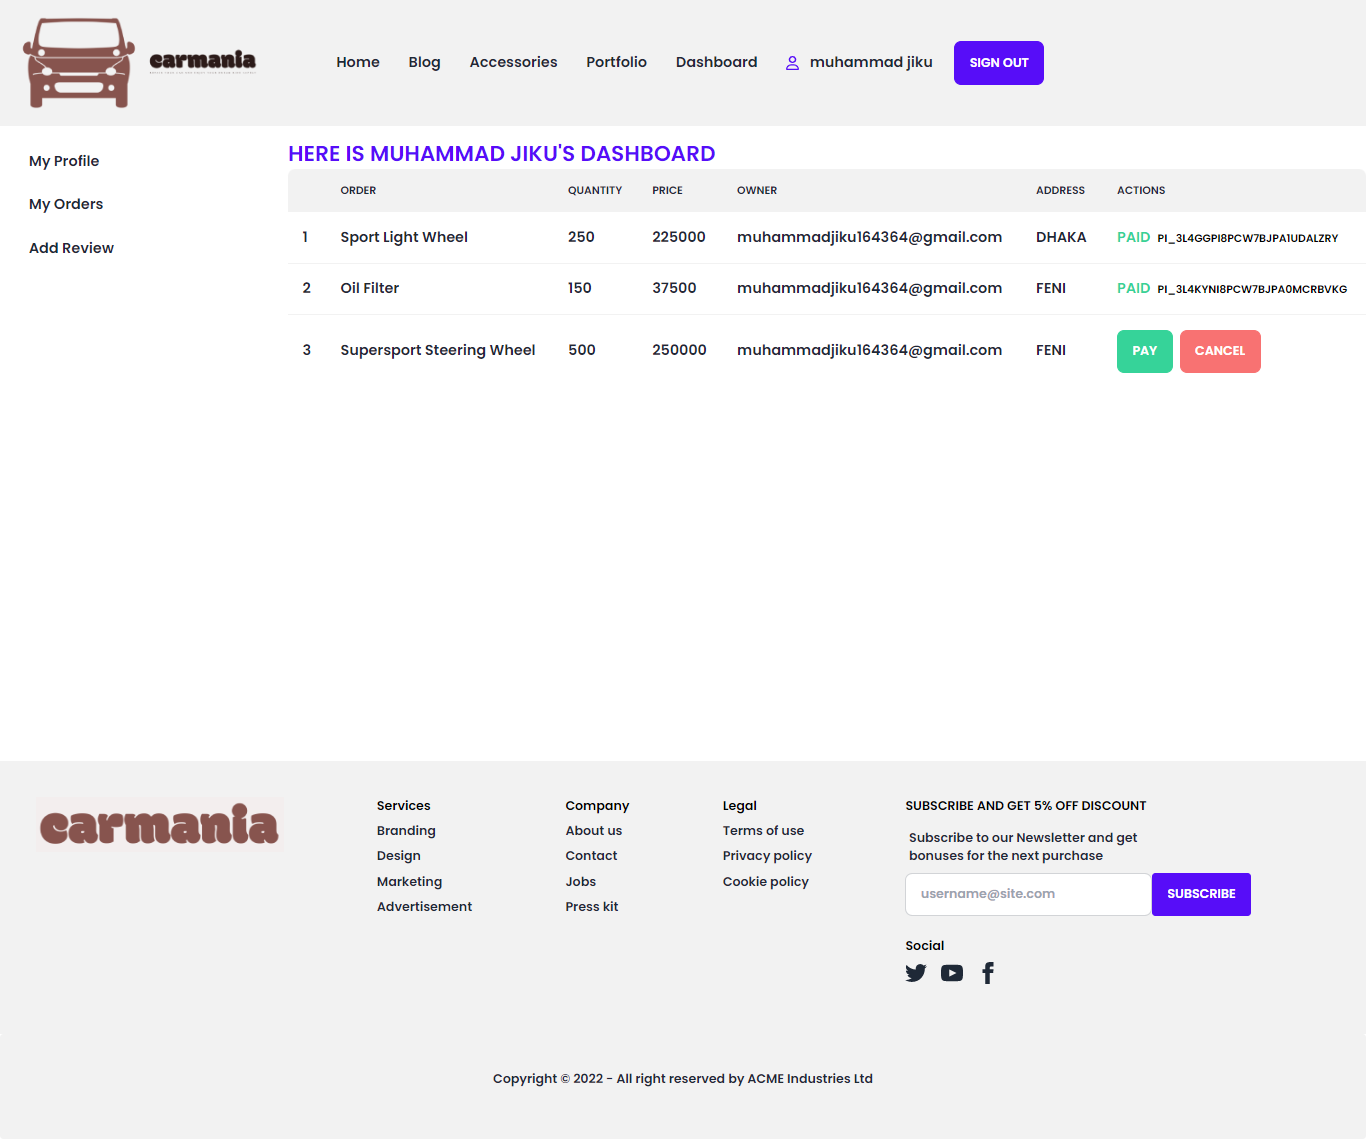 carmania
Home Blog Accessories Portfolio Dashboard muhammad jiku SIGN OUT
My Profile
My Orders
Add Review
HERE IS MUHAMMAD JIKU'S DASHBOARD
ORDER QUANTITY PRICE OWNER ADDRESS ACTIONS
1 Sport Light Wheel 250 225000 muhammadjiku164364@gmail.com DHAKA PAID PI_3L4GGPI8PCW7BJPA1UDALZRY
2 Oil Filter 150 37500 muhammadjiku164364@gmail.com FENI PAID PI_3L4KYNI8PCW7BJPA0MCRBVKG
3 Supersport Steering Wheel 500 250000 muhammadjiku164364@gmail.com FENI PAY CANCEL
carmania
Services
Branding
Design
Marketing
Advertisement
Company
About us
Contact
Jobs
Press kit
Legal
Terms of use
Privacy policy
Cookie policy
SUBSCRIBE AND GET 5% OFF DISCOUNT
Subscribe to our Newsletter and get
bonuses for the next purchase
username@site.com SUBSCRIBE
Social
Copyright © 2022 - All right reserved by ACME Industries Ltd